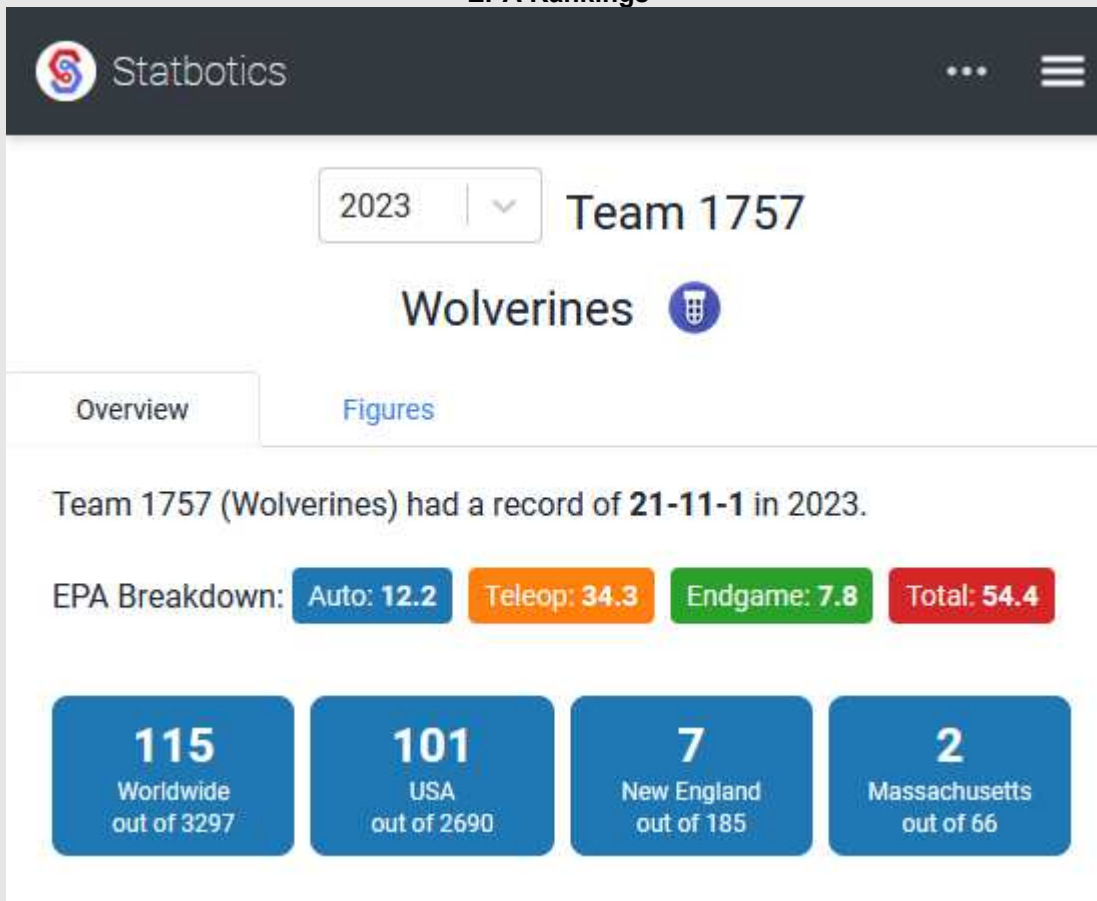 EPA Rankings
Statbotics
2023 Team 1757
Wolverines
Overview Figures
Team 1757 (Wolverines) had a record of 21-11-1 in 2023.
EPA Breakdown: Auto: 12.2 Teleop: 34.3 Endgame: 7.8 Total: 54.4
115 101 7 2
Worldwide USA New England Massachusetts
out of 3297 out of 2690 out of 185 out of 66